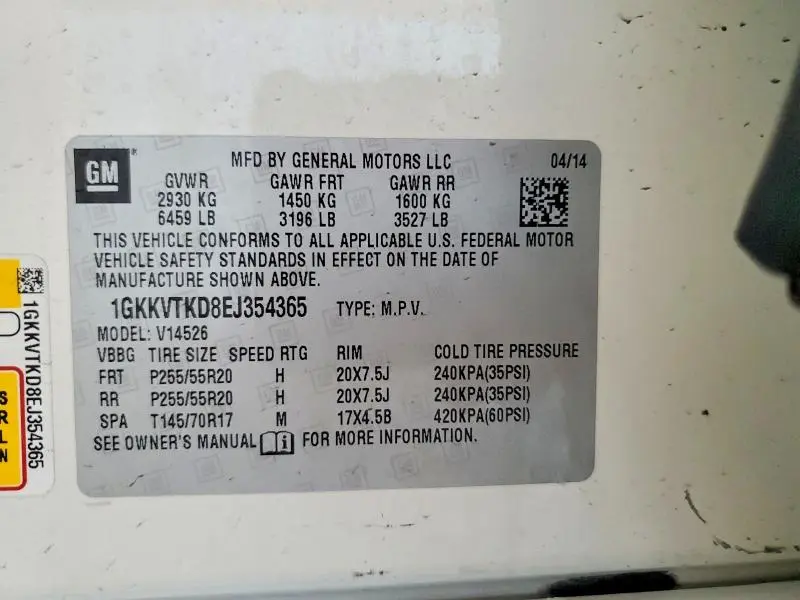 GM
MFD BY GENERAL MOTORS LLC 04/14
GVWR GAWR FRT GAWR RR
2930 KG 1450 KG 1600 KG
6459 LB 3196 LB 3527 LB
THIS VEHICLE CONFORMS TO ALL APPLICABLE U.S. FEDERAL MOTOR
VEHICLE SAFETY STANDARDS IN EFFECT ON THE DATE OF
MANUFACTURE SHOWN ABOVE.
1GKKVTKD8EJ354365 TYPE: M.P.V.
MODEL: V14526
VBBG TIRE SIZE SPEED RTG RIM COLD TIRE PRESSURE
FRT P255/55R20 H 20X7.5J 240KPA(35PSI)
RR P255/55R20 H 20X7.5J 240KPA(35PSI)
SPA T145/70R17 M 17X4.5B 420KPA(60PSI)
SEE OWNER'S MANUAL i FOR MORE INFORMATION.
1GKKVTKD8EJ354365
S
R
L
N